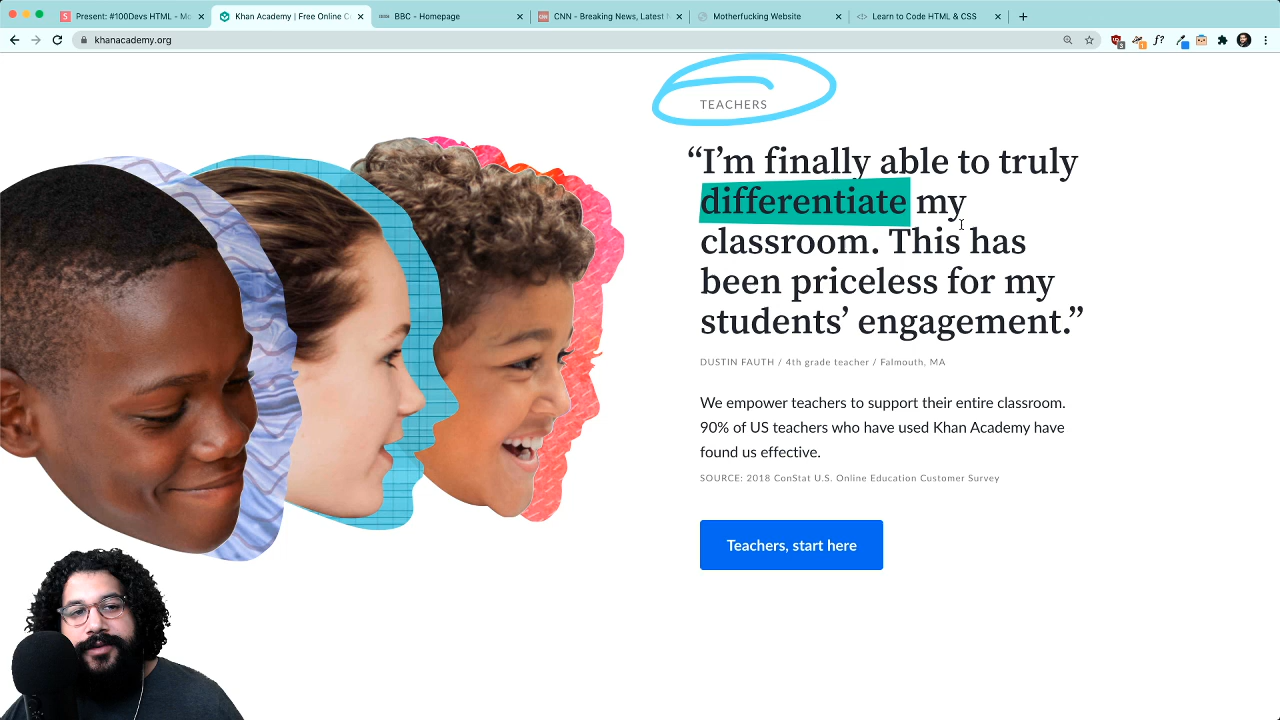 Present: #100Devs HTML - Mo
Khan Academy | Free Online C
BBC - Homepage
CNN - Breaking News, Latest
Motherfucking Website
Learn to Code HTML & CSS
khanacademy.org
TEACHERS
“I’m finally able to truly
differentiate my
classroom. This has
been priceless for my
students’ engagement.”
DUSTIN FAUTH / 4th grade teacher / Falmouth, MA
We empower teachers to support their entire classroom.
90% of US teachers who have used Khan Academy have
found us effective.
SOURCE: 2018 ConStat U.S. Online Education Customer Survey
Teachers, start here